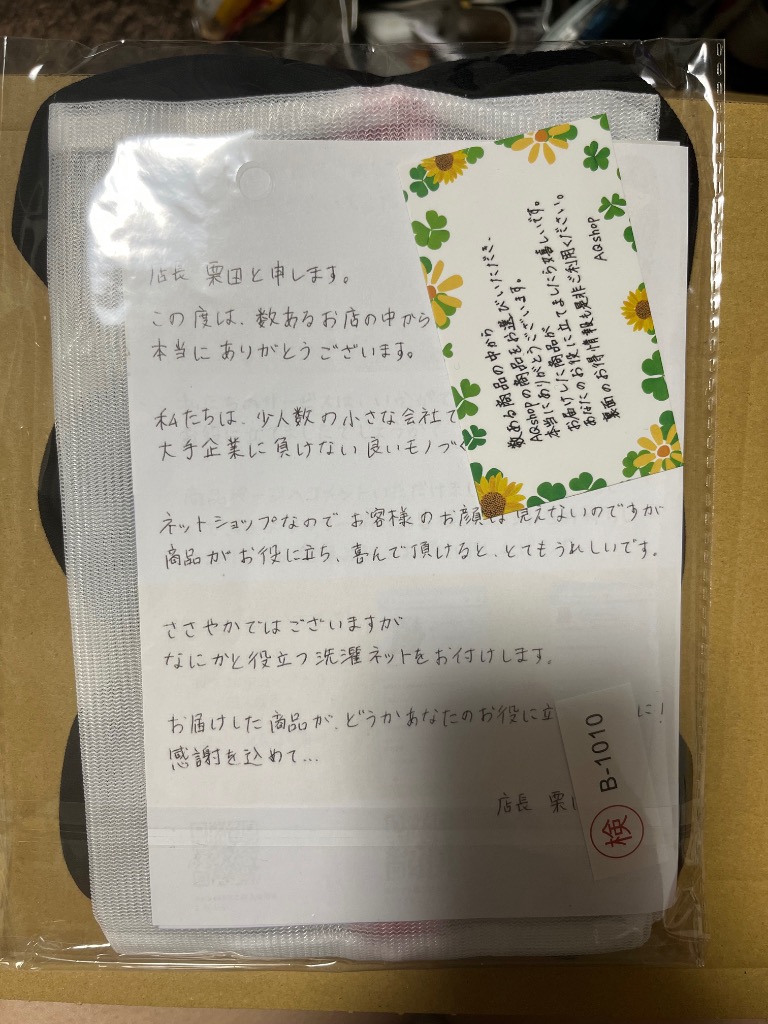 店長 栗田と申します。
この度は、数あるお店の中から
本当にありがとうございます。
私たちは、少人数の小さな会社で
大手企業に負けない良いモノづく
ネットショップなのでお客様のお顔は見えないのですが
商品がお役に立ち、喜んで頂けると、とてもうれしいです。
ささやかではございますが
なにかと役立つ洗濯ネットをお付けします。
お届けした商品が、どうかあなたのお役に立 に!
感謝を込めて…
店長 栗
数ある商品の中から
AQshopの商品をお選びいただき、
本当にありがとうございます。
お届けした商品が
あなたのお役に立てましたら嬉しいです。
裏面のお得情報も是非ご利用ください。
AQshop
検 B-1010